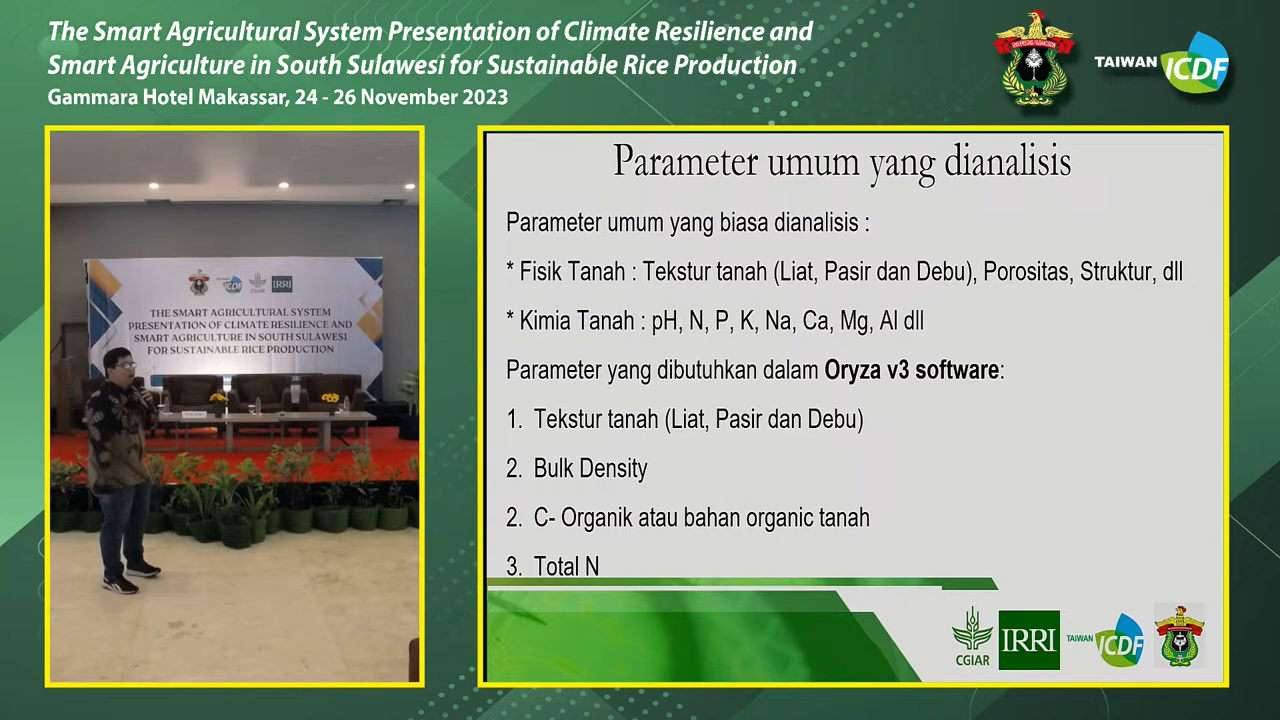 The Smart Agricultural System Presentation of Climate Resilience and
Smart Agriculture in South Sulawesi for Sustainable Rice Production
Gammara Hotel Makassar, 24 - 26 November 2023
TAIWAN ICDF
CGIAR
IRRI
THE SMART AGRICULTURAL SYSTEM
PRESENTATION OF CLIMATE RESILIENCE AND
SMART AGRICULTURE IN SOUTH SULAWESI
FOR SUSTAINABLE RICE PRODUCTION
Parameter umum yang dianalisis
Parameter umum yang biasa dianalisis :
* Fisik Tanah : Tekstur tanah (Liat, Pasir dan Debu), Porositas, Struktur, dll
* Kimia Tanah : pH, N, P, K, Na, Ca, Mg, Al dll
Parameter yang dibutuhkan dalam Oryza v3 software:
1. Tekstur tanah (Liat, Pasir dan Debu)
2. Bulk Density
2. C- Organik atau bahan organic tanah
3. Total N
CGIAR
IRRI
TAIWAN ICDF